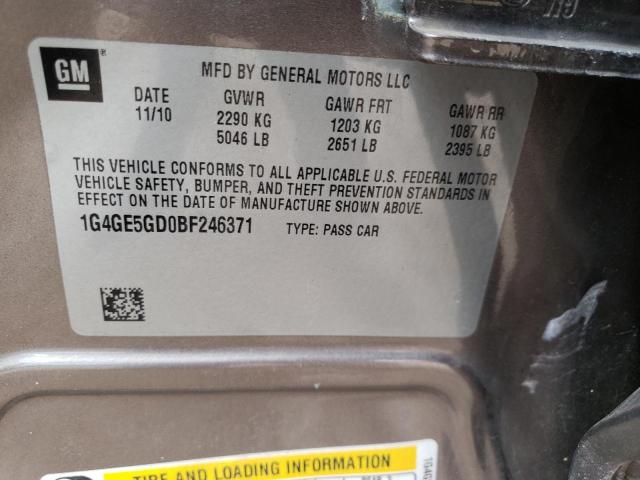 GM
MFD BY GENERAL MOTORS LLC
DATE GVWR GAWR FRT GAWR RR
11/10 2290 KG 1203 KG 1087 KG
5046 LB 2651 LB 2395 LB
THIS VEHICLE CONFORMS TO ALL APPLICABLE U.S. FEDERAL MOTOR
VEHICLE SAFETY, BUMPER, AND THEFT PREVENTION STANDARDS IN
EFFECT ON THE DATE OF MANUFACTURE SHOWN ABOVE.
1G4GE5GD0BF246371 TYPE: PASS CAR
TIRE AND LOADING INFORMATION
1G4G